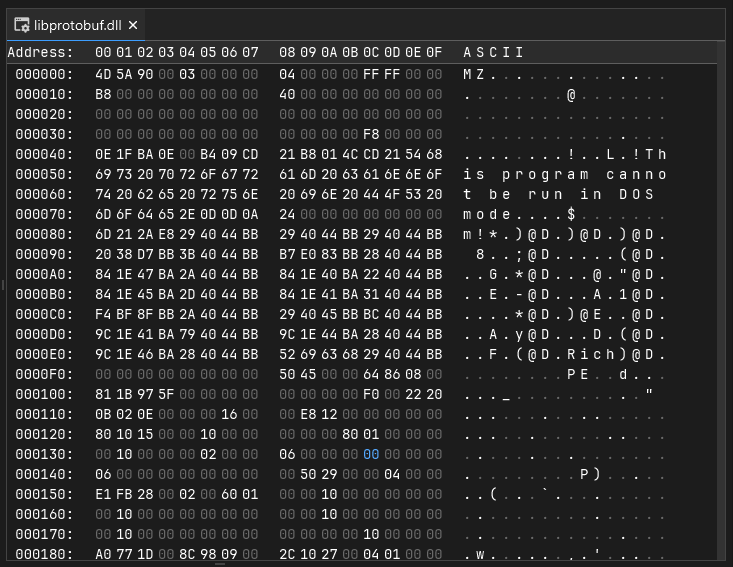 libprotobuf.dll ×
Address: 00 01 02 03 04 05 06 07 08 09 0A 0B 0C 0D 0E 0F ASCII
000000: 4D 5A 90 00 03 00 00 00 04 00 00 00 FF FF 00 00 MZ..............
000010: B8 00 00 00 00 00 00 00 40 00 00 00 00 00 00 00 ........@.......
000020: 00 00 00 00 00 00 00 00 00 00 00 00 00 00 00 00 ................
000030: 00 00 00 00 00 00 00 00 00 00 00 00 F8 00 00 00 ................
000040: 0E 1F BA 0E 00 B4 09 CD 21 B8 01 4C CD 21 54 68 ........!..L.!Th
000050: 69 73 20 70 72 6F 67 72 61 6D 20 63 61 6E 6E 6F is program canno
000060: 74 20 62 65 20 72 75 6E 20 69 6E 20 44 4F 53 20 t be run in DOS
000070: 6D 6F 64 65 2E 0D 0D 0A 24 00 00 00 00 00 00 00 mode....$.......
000080: 6D 21 2A E8 29 40 44 BB 29 40 44 BB 29 40 44 BB m!*.)@D.)@D.)@D.
000090: 20 38 D7 BB 3B 40 44 BB B7 E0 83 BB 28 40 44 BB  8..;@D.....(@D.
0000A0: 84 1E 47 BA 2A 40 44 BB 84 1E 40 BA 22 40 44 BB ..G.*@D...@."@D.
0000B0: 84 1E 45 BA 2D 40 44 BB 84 1E 41 BA 31 40 44 BB ..E.-@D...A.1@D.
0000C0: F4 BF 8F BB 2A 40 44 BB 29 40 45 BB BC 40 44 BB ....*@D.)@E..@D.
0000D0: 9C 1E 41 BA 79 40 44 BB 9C 1E 44 BA 28 40 44 BB ..A.y@D...D.(@D.
0000E0: 9C 1E 46 BA 28 40 44 BB 52 69 63 68 29 40 44 BB ..F.(@D.Rich)@D.
0000F0: 00 00 00 00 00 00 00 00 50 45 00 00 64 86 08 00 ........PE..d...
000100: 81 1B 97 5F 00 00 00 00 00 00 00 00 F0 00 22 20 ..._.........."
000110: 0B 02 0E 00 00 00 16 00 00 E8 12 00 00 00 00 00 ................
000120: 80 10 15 00 00 10 00 00 00 00 00 80 01 00 00 00 ................
000130: 00 10 00 00 00 02 00 00 06 00 00 00 00 00 00 00 ................
000140: 06 00 00 00 00 00 00 00 00 50 29 00 00 04 00 00 .........P).....
000150: E1 FB 28 00 02 00 60 01 00 00 10 00 00 00 00 00 ..(...`.........
000160: 00 10 00 00 00 00 00 00 00 00 10 00 00 00 00 00 ................
000170: 00 10 00 00 00 00 00 00 00 00 00 00 10 00 00 00 ................
000180: A0 77 1D 00 8C 98 09 00 2C 10 27 00 04 01 00 00 .w......,.'.....